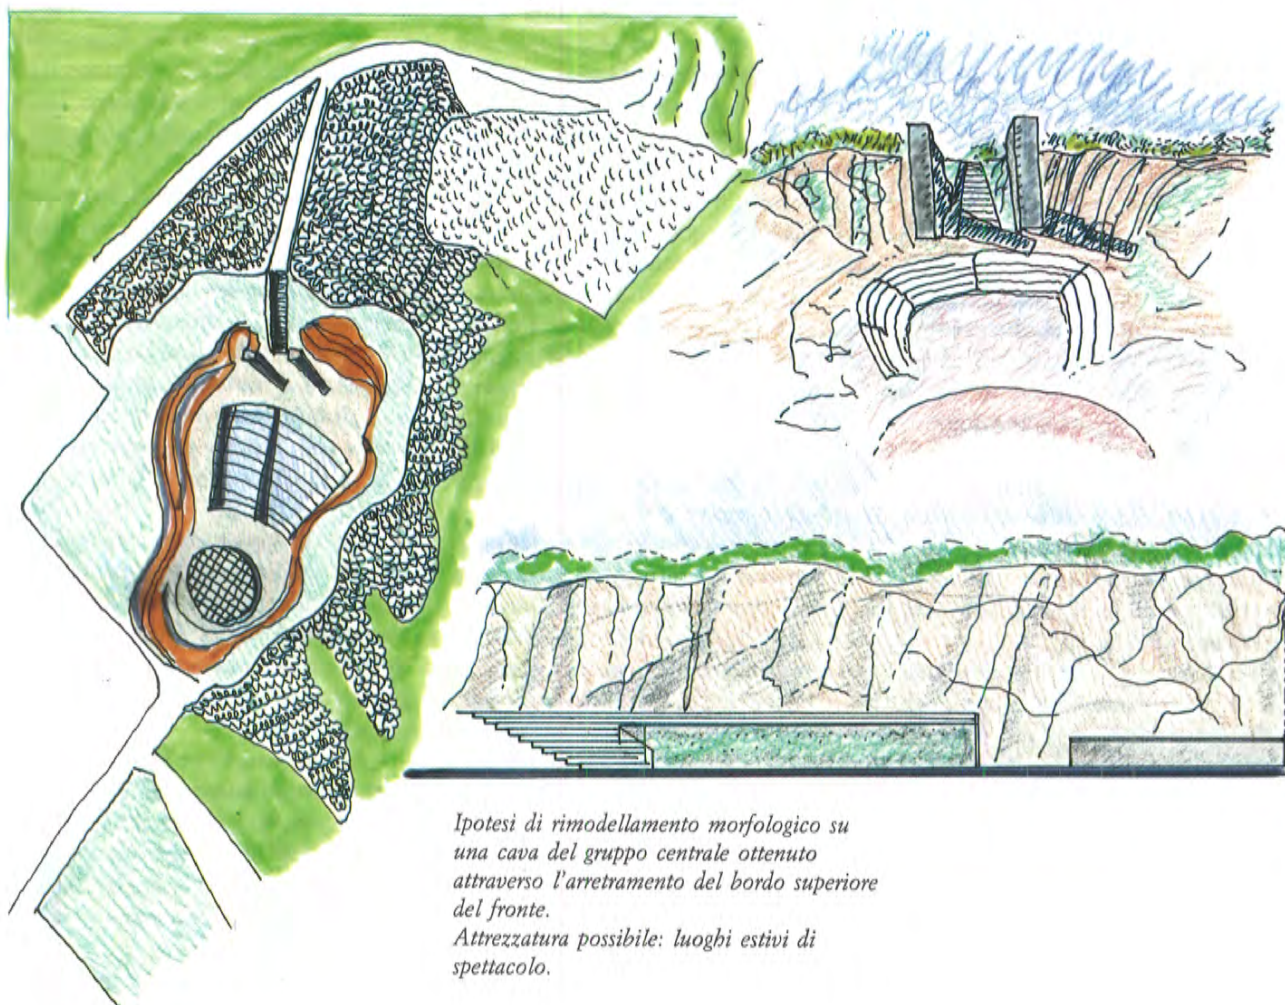 Ipotesi di rimodellamento morfologico su
una cava del gruppo centrale ottenuto
attraverso l'arretramento del bordo superiore
del fronte.
Attrezzatura possibile: luoghi estivi di
spettacolo.